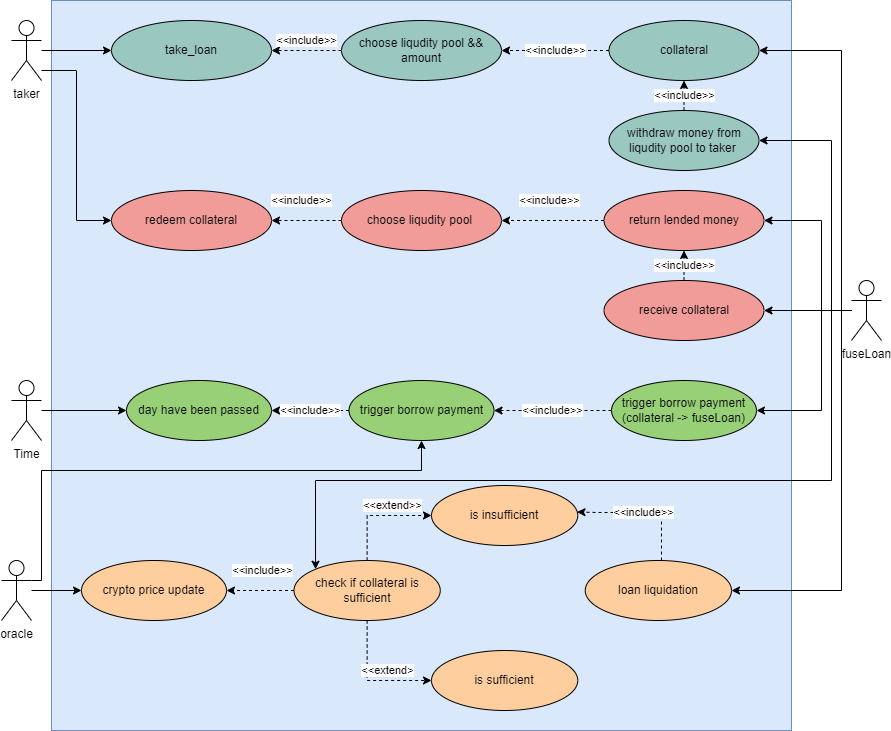 take_loan
<<include>>
choose liqudity pool &&
amount
<<include>>
collateral
taker
<<include>>
withdraw money from
liqudity pool to taker
redeem collateral
<<include>>
choose liqudity pool
<<include>>
return lended money
<<include>>
receive collateral
fuseLoan
Time
day have been passed
<<include>>
trigger borrow payment
<<include>>
trigger borrow payment
(collateral -> fuseLoan)
<<extend>>
is insufficient
<<include>>
oracle
crypto price update
<<include>>
check if collateral is
sufficient
loan liquidation
<<extend>
is sufficient